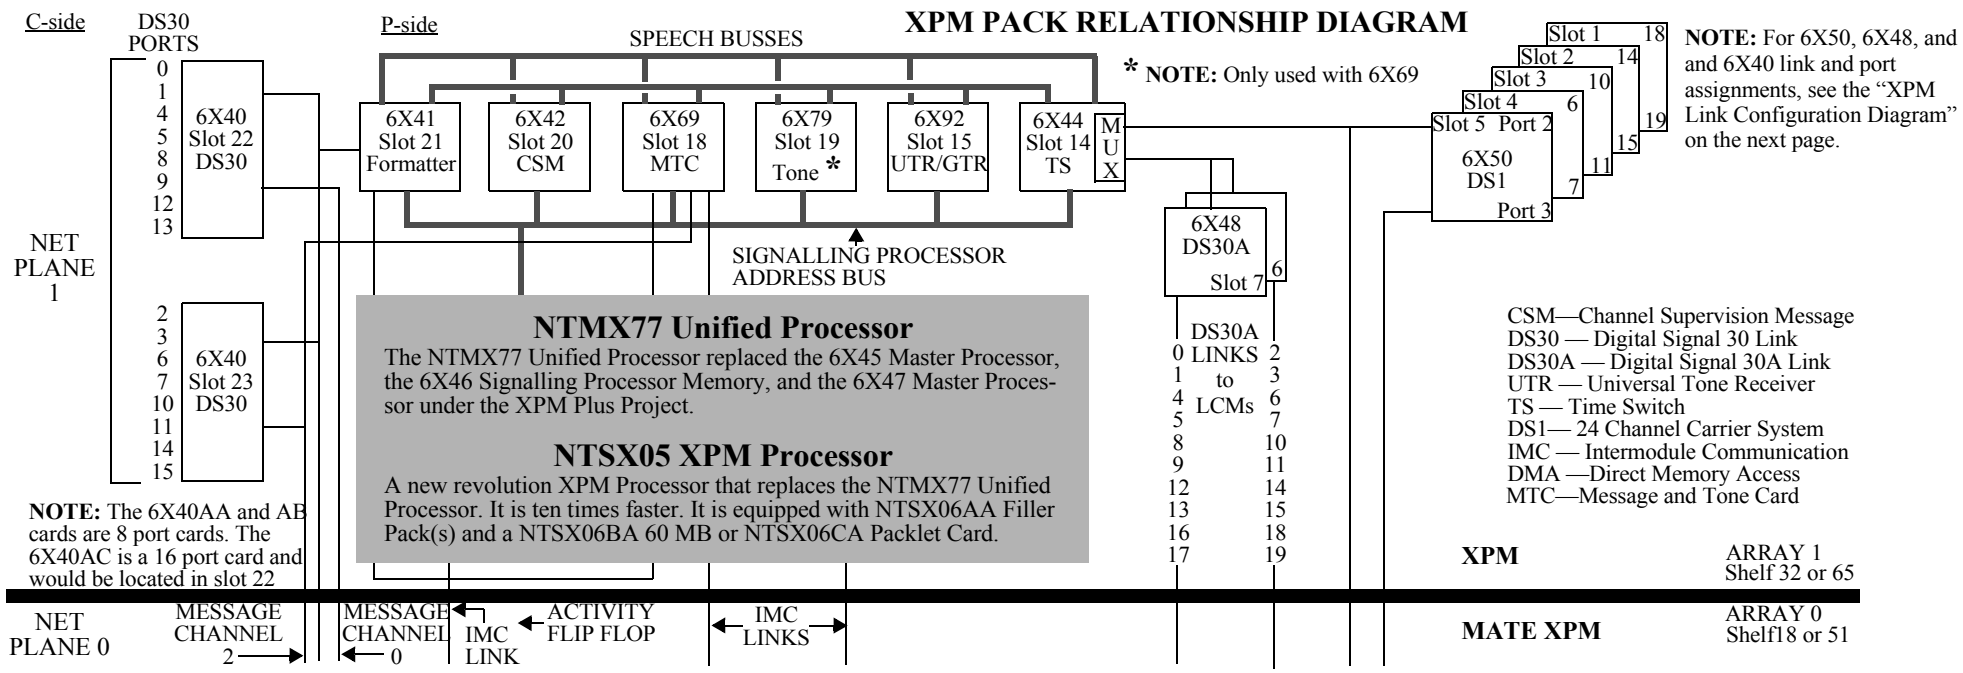 XPM PACK RELATIONSHIP DIAGRAM
C-side
DS30
PORTS
P-side
SPEECH BUSSES
* NOTE: Only used with 6X69
NOTE: For 6X50, 6X48, and
and 6X40 link and port
assignments, see the “XPM
Link Configuration Diagram”
on the next page.
NET
PLANE
1
0
1
4
5
8
9
12
13
6X40
Slot 22
DS30
2
3
6
7
10
11
14
15
6X40
Slot 23
DS30
6X41
Slot 21
Formatter
6X42
Slot 20
CSM
6X69
Slot 18
MTC
6X79
Slot 19
Tone *
6X92
Slot 15
UTR/GTR
6X44
Slot 14
TS
M
U
X
Slot 1 18
Slot 2 14
Slot 3 10
Slot 4 6
Slot 5 Port 2
6X50
DS1
Port 3
7
11
15
19
SIGNALLING PROCESSOR
ADDRESS BUS
6X48
DS30A
Slot 7
6
DS30A
LINKS
to
LCMs
0
1
4
5
8
9
12
13
16
17
2
3
6
7
10
11
14
15
18
19
NTMX77 Unified Processor
The NTMX77 Unified Processor replaced the 6X45 Master Processor,
the 6X46 Signalling Processor Memory, and the 6X47 Master Proces-
sor under the XPM Plus Project.
NTSX05 XPM Processor
A new revolution XPM Processor that replaces the NTMX77 Unified
Processor. It is ten times faster. It is equipped with NTSX06AA Filler
Pack(s) and a NTSX06BA 60 MB or NTSX06CA Packlet Card.
CSM—Channel Supervision Message
DS30 — Digital Signal 30 Link
DS30A — Digital Signal 30A Link
UTR — Universal Tone Receiver
TS — Time Switch
DS1— 24 Channel Carrier System
IMC — Intermodule Communication
DMA —Direct Memory Access
MTC—Message and Tone Card
NOTE: The 6X40AA and AB
cards are 8 port cards. The
6X40AC is a 16 port card and
would be located in slot 22
XPM
ARRAY 1
Shelf 32 or 65
NET
PLANE 0
MESSAGE
CHANNEL
2
MESSAGE
CHANNEL
0
IMC
LINK
ACTIVITY
FLIP FLOP
IMC
LINKS
MATE XPM
ARRAY 0
Shelf18 or 51